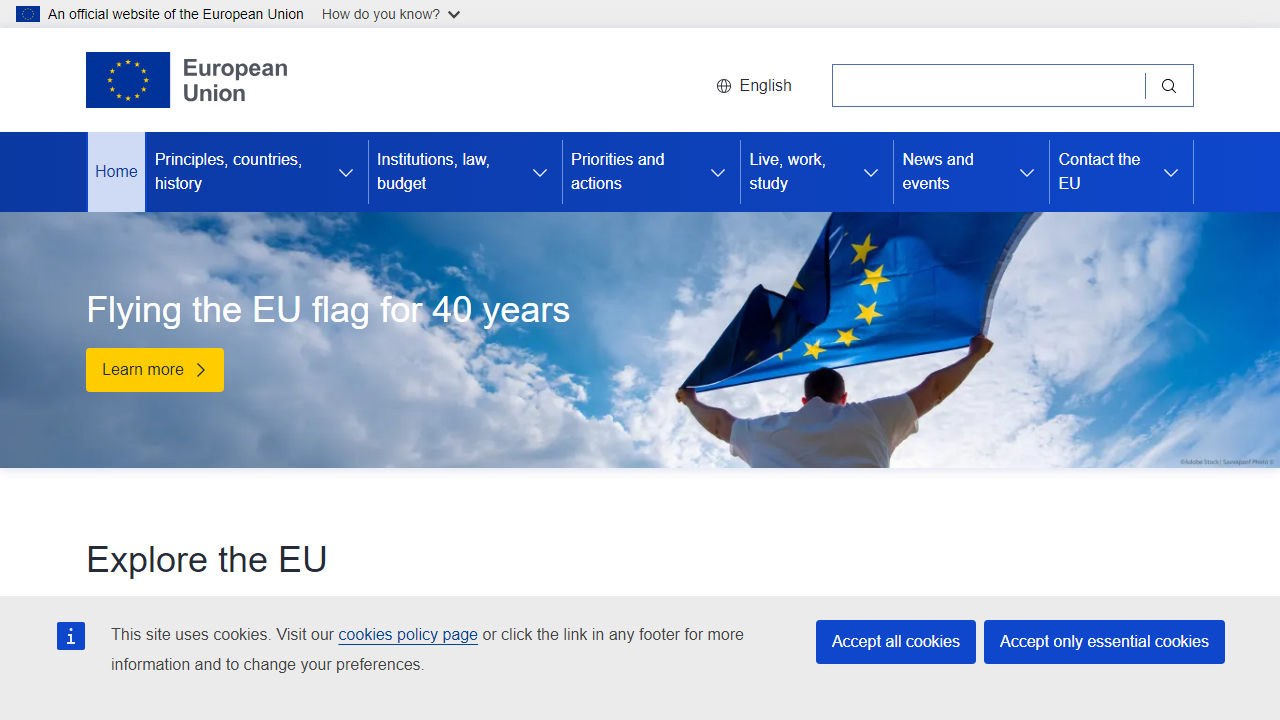 An official website of the European Union How do you know?
European
Union
English
Home
Principles, countries,
history
Institutions, law,
budget
Priorities and
actions
Live, work,
study
News and
events
Contact the
EU
Flying the EU flag for 40 years
Learn more
©Adobe Stock | Savvapanf Photo ©
Explore the EU
This site uses cookies. Visit our cookies policy page or click the link in any footer for more
information and to change your preferences.
Accept all cookies
Accept only essential cookies